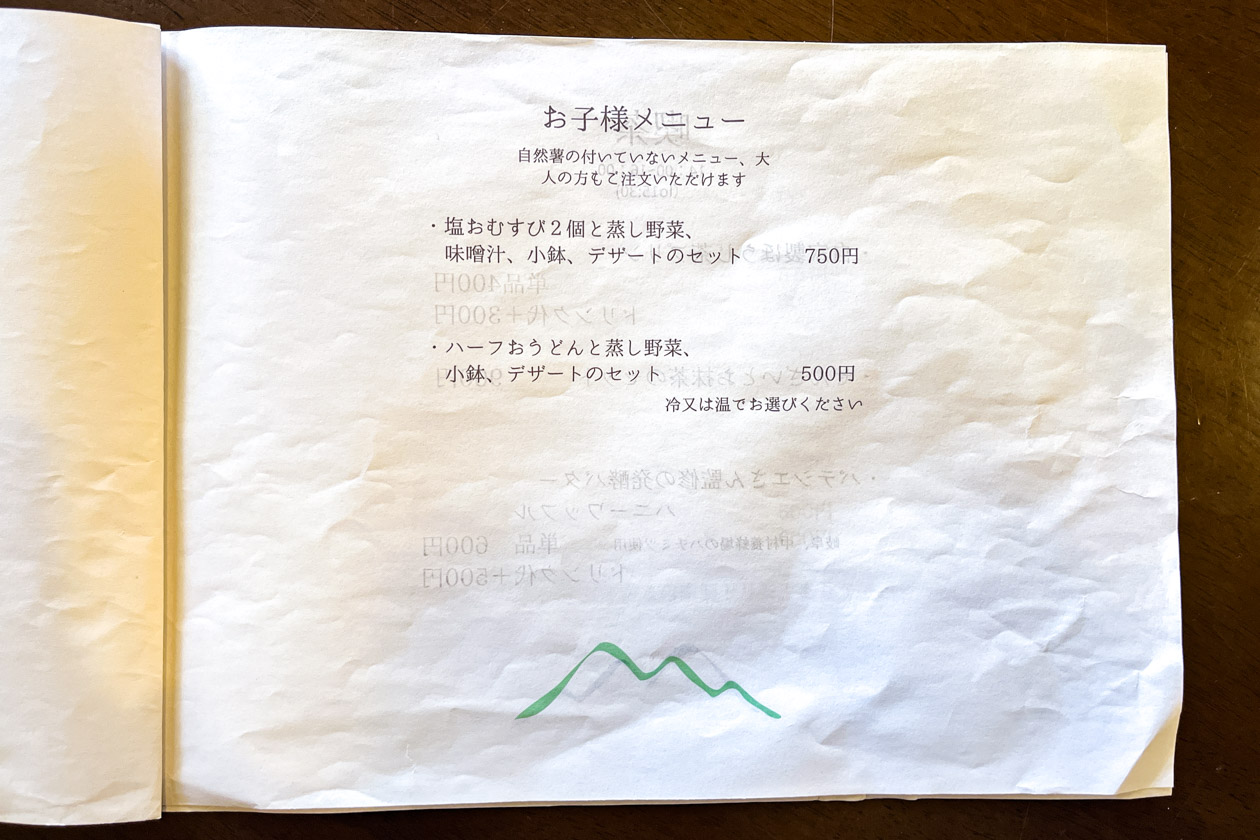 お子様メニュー
自然薯の付いていないメニュー、大
人の方もご注文いただけます
・塩おむすび２個と蒸し野菜、
味噌汁、小鉢、デザートのセット 750円
・ハーフおうどんと蒸し野菜、
小鉢、デザートのセット 500円
冷又は温でお選びください